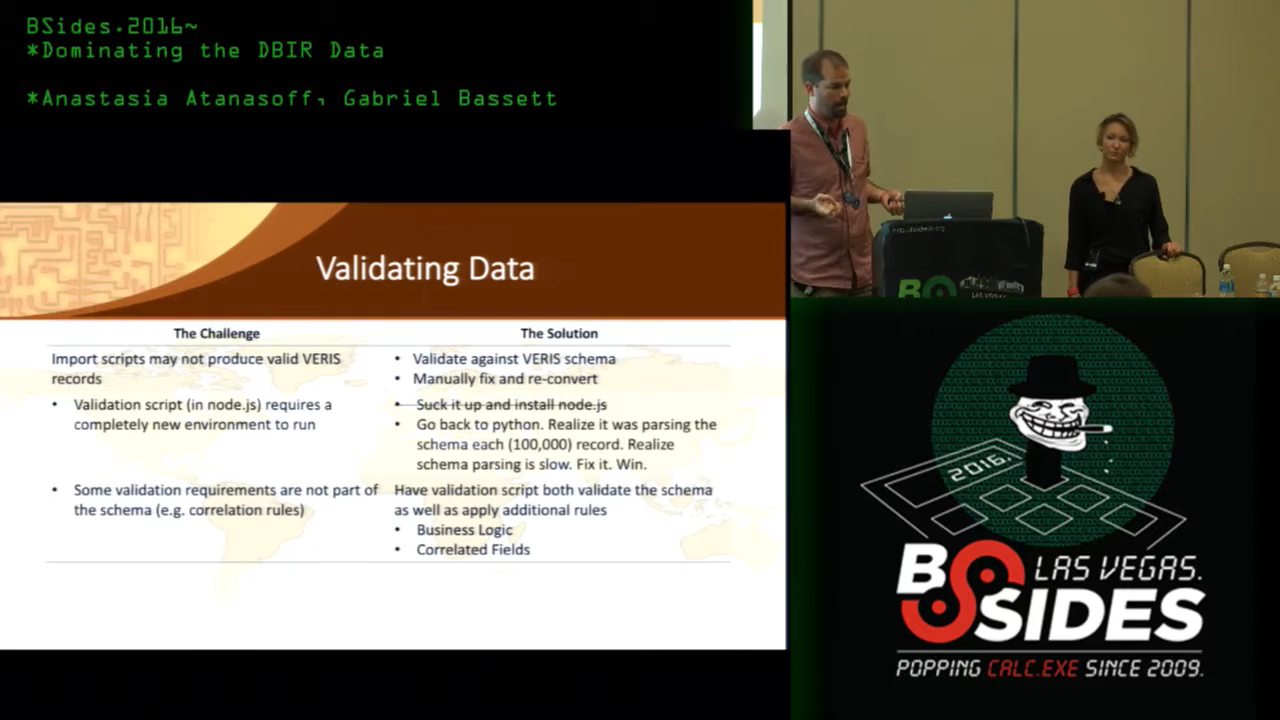 BSides.2016~
*Dominating the DBIR Data
*Anastasia Atanasoff, Gabriel Bassett
Validating Data
The Challenge
The Solution
Import scripts may not produce valid VERIS
records
• Validate against VERIS schema
• Manually fix and re-convert
• Validation script (in node.js) requires a
completely new environment to run
• Suck it up and install node.js
• Go back to python. Realize it was parsing the
schema each (100,000) record. Realize
schema parsing is slow. Fix it. Win.
• Some validation requirements are not part of
the schema (e.g. correlation rules)
Have validation script both validate the schema
as well as apply additional rules
• Business Logic
• Correlated Fields
BS
LAS VEGAS
2016.
BSIDES
LAS VEGAS.
POPPING CALC.EXE SINCE 2009.